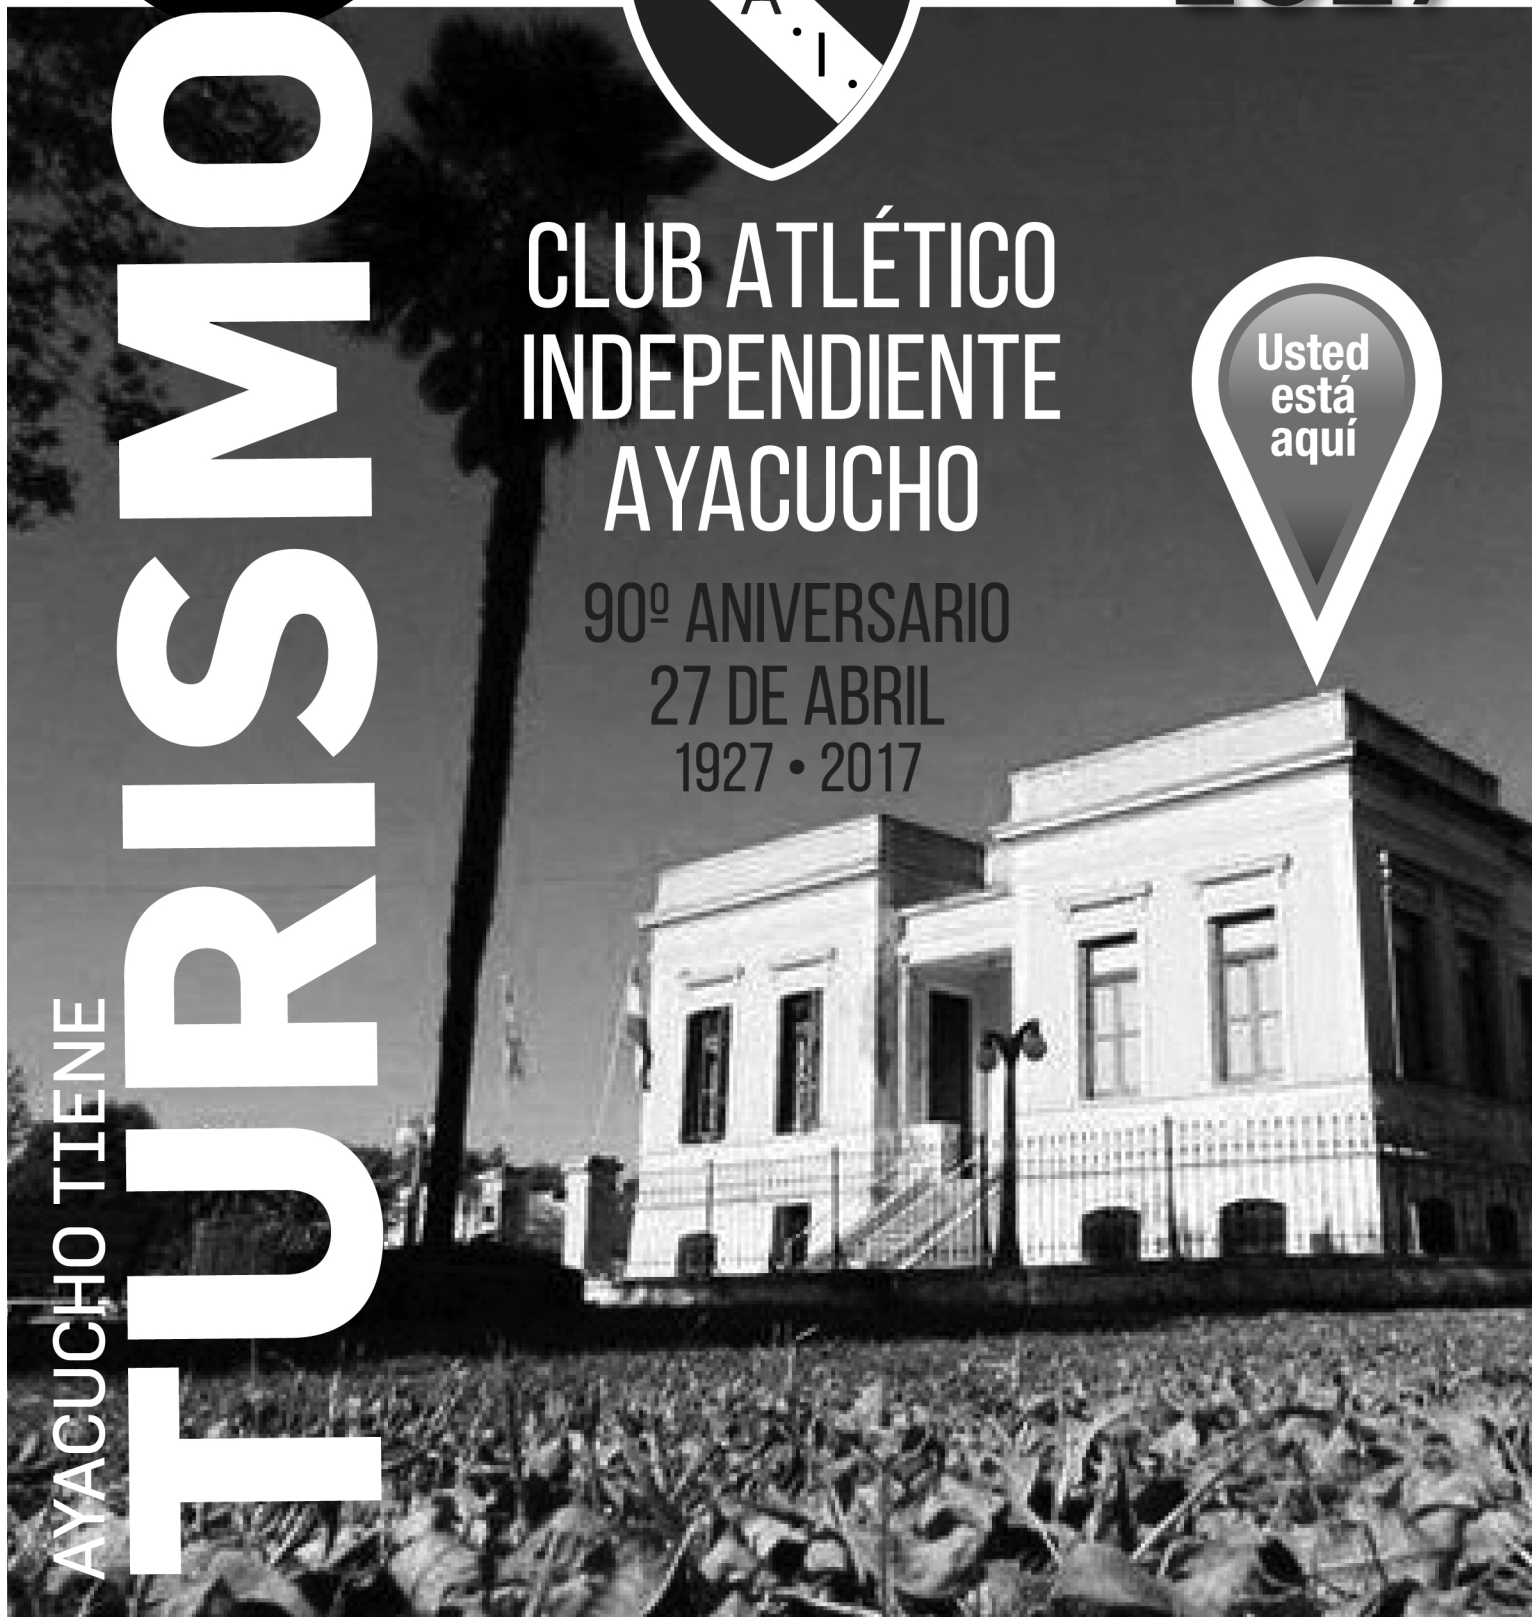 A.I.
CLUB ATLÉTICO
INDEPENDIENTE
AYACUCHO
90º ANIVERSARIO
27 DE ABRIL
1927 • 2017
Usted
está
aquí
AYACUCHO TIENE
TURISMO